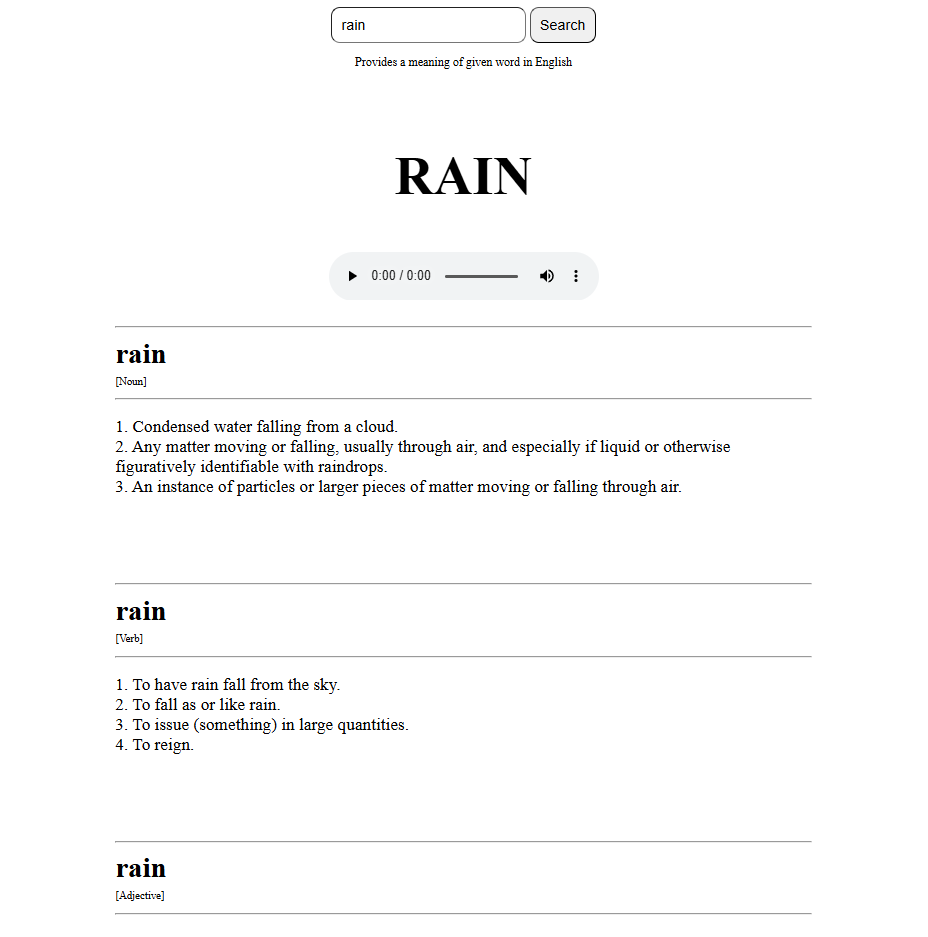 rain
Search
Provides a meaning of given word in English
RAIN
0:00 / 0:00
rain
[Noun]
1. Condensed water falling from a cloud.
2. Any matter moving or falling, usually through air, and especially if liquid or otherwise
figuratively identifiable with raindrops.
3. An instance of particles or larger pieces of matter moving or falling through air.
rain
[Verb]
1. To have rain fall from the sky.
2. To fall as or like rain.
3. To issue (something) in large quantities.
4. To reign.
rain
[Adjective]